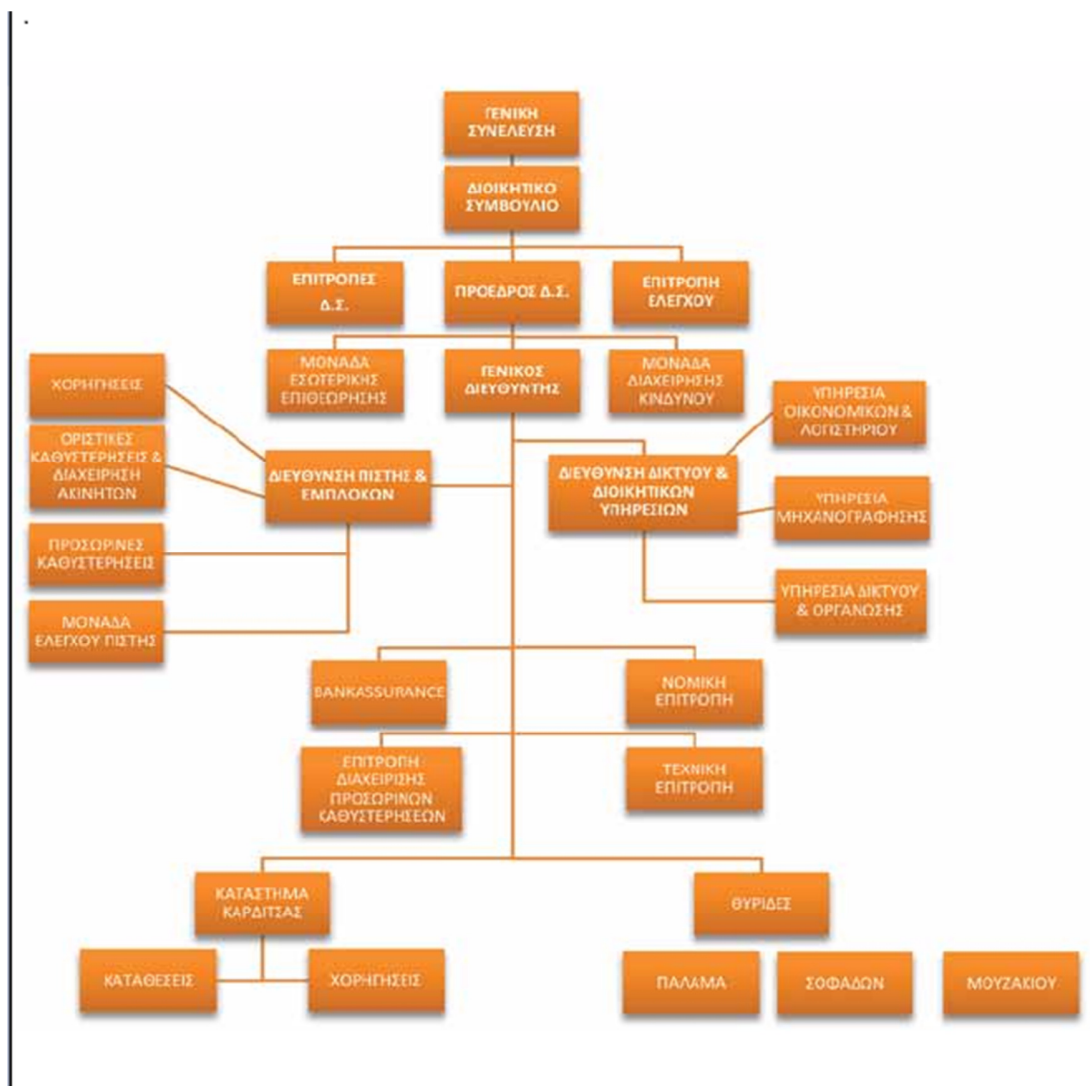 ΓΕΝΙΚΗ
ΣΥΝΕΛΕΥΣΗ
ΔΙΟΙΚΗΤΙΚΟ
ΣΥΜΒΟΥΛΙΟ
ΕΠΙΤΡΟΠΕΣ
Δ.Σ.
ΠΡΟΕΔΡΟΣ Δ.Σ.
ΕΠΙΤΡΟΠΗ
ΕΛΕΓΧΟΥ
ΜΟΝΑΔΑ
ΕΣΩΤΕΡΙΚΗΣ
ΕΠΙΘΕΩΡΗΣΗΣ
ΓΕΝΙΚΟΣ
ΔΙΕΥΘΥΝΤΗΣ
ΜΟΝΑΔΑ
ΔΙΑΧΕΙΡΗΣΗΣ
ΚΙΝΔΥΝΟΥ
ΧΟΡΗΓΗΣΕΙΣ
ΟΡΙΣΤΙΚΕΣ
ΚΑΘΥΣΤΕΡΗΣΕΙΣ &
ΔΙΑΧΕΙΡΗΣΗ
ΑΚΙΝΗΤΩΝ
ΠΡΟΣΩΡΙΝΕΣ
ΚΑΘΥΣΤΕΡΗΣΕΙΣ
ΜΟΝΑΔΑ
ΕΛΕΓΧΟΥ ΠΙΣΤΗΣ
ΔΙΕΥΘΥΝΣΗ ΠΙΣΤΗΣ &
ΕΜΠΛΟΚΩΝ
ΔΙΕΥΘΥΝΣΗ ΔΙΚΤΥΟΥ &
ΔΙΟΙΚΗΤΙΚΩΝ
ΥΠΗΡΕΣΙΩΝ
ΥΠΗΡΕΣΙΑ
ΟΙΚΟΝΟΜΙΚΩΝ &
ΛΟΓΙΣΤΗΡΙΟΥ
ΥΠΗΡΕΣΙΑ
ΜΗΧΑΝΟΓΡΑΦΗΣΗΣ
ΥΠΗΡΕΣΙΑ ΔΙΚΤΥΟΥ
& ΟΡΓΑΝΩΣΗΣ
BANKASSURANCE
ΝΟΜΙΚΗ
ΕΠΙΤΡΟΠΗ
ΕΠΙΤΡΟΠΗ
ΔΙΑΧΕΙΡΙΣΗΣ
ΠΡΟΣΩΡΙΝΩΝ
ΚΑΘΥΣΤΕΡΗΣΕΩΝ
ΤΕΧΝΙΚΗ
ΕΠΙΤΡΟΠΗ
ΚΑΤΑΣΤΗΜΑ
ΚΑΡΔΙΤΣΑΣ
ΘΥΡΙΔΕΣ
ΚΑΤΑΘΕΣΕΙΣ
ΧΟΡΗΓΗΣΕΙΣ
ΠΑΛΑΜΑ
ΣΟΦΑΔΩΝ
ΜΟΥΖΑΚΙΟΥ